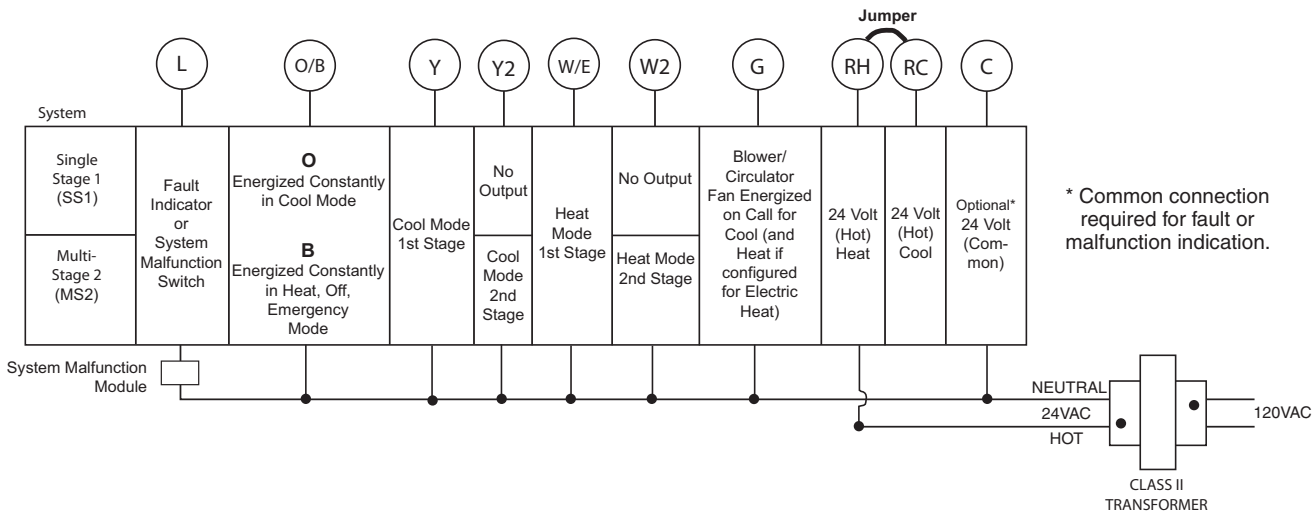 Jumper
L
O/B
Y
Y2
W/E
W2
G
RH
RC
C
System
Single
Stage 1
(SS1)
Multi-
Stage 2
(MS2)
Fault
Indicator
or
System
Malfunction
Switch
O
Energized Constantly
in Cool Mode
B
Energized Constantly
in Heat, Off,
Emergency
Mode
Cool Mode
1st Stage
No
Output
Cool
Mode
2nd
Stage
Heat
Mode
1st Stage
No Output
Heat Mode
2nd Stage
Blower/
Circulator
Fan Energized
on Call for
Cool (and
Heat if
configured
for Electric
Heat)
24 Volt
(Hot)
Heat
24 Volt
(Hot)
Cool
Optional*
24 Volt
(Com-
mon)
* Common connection
required for fault or
malfunction indication.
System Malfunction
Module
NEUTRAL
24VAC
HOT
120VAC
CLASS II
TRANSFORMER